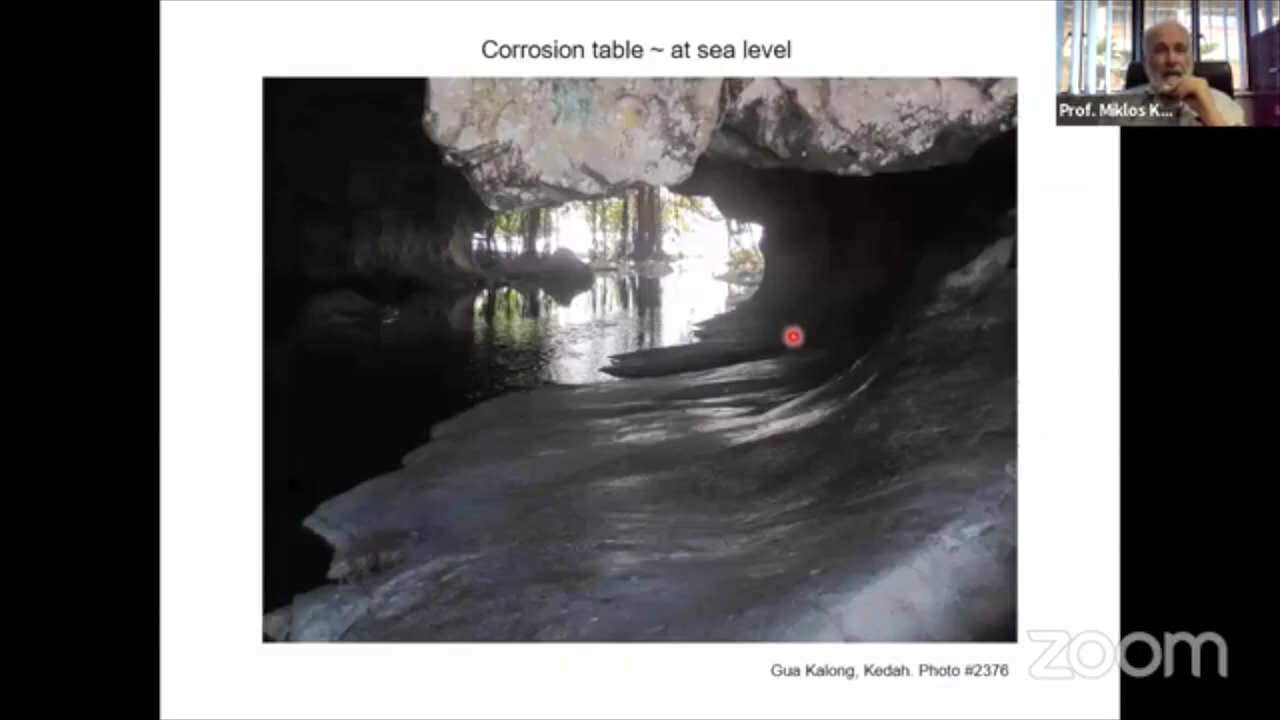 Corrosion table ~ at sea level
Prof. Miklos K...
Gua Kalong, Kedah. Photo #2376
zoom